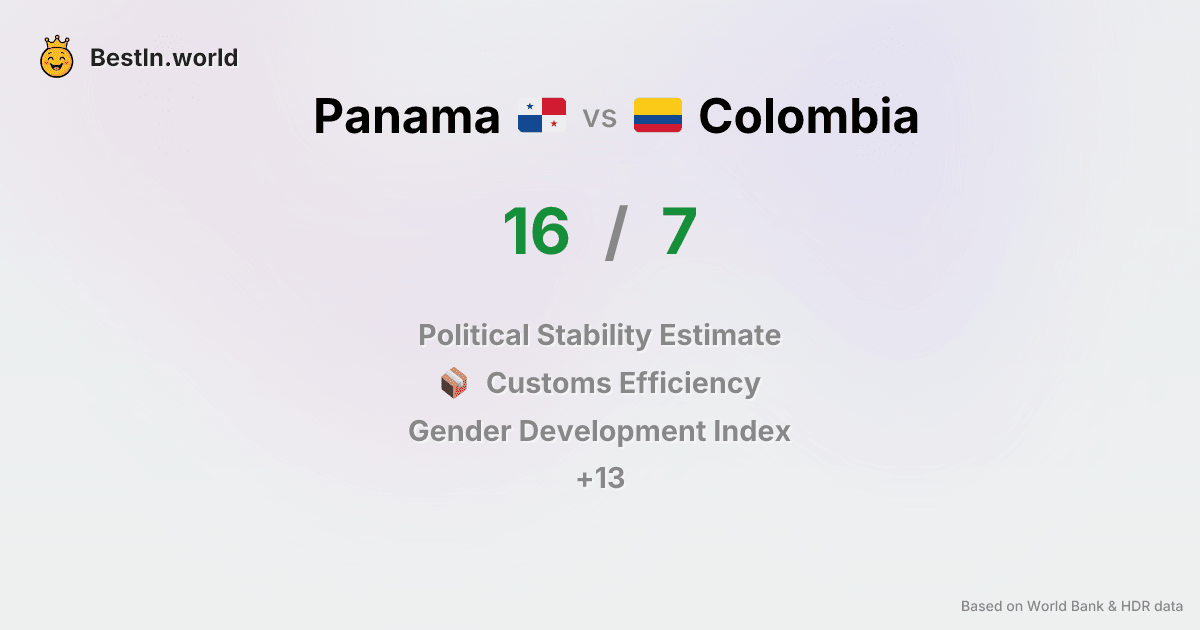 BestIn.world
Panama vs Colombia
16 / 7
Political Stability Estimate
Customs Efficiency
Gender Development Index
+13
Based on World Bank & HDR data